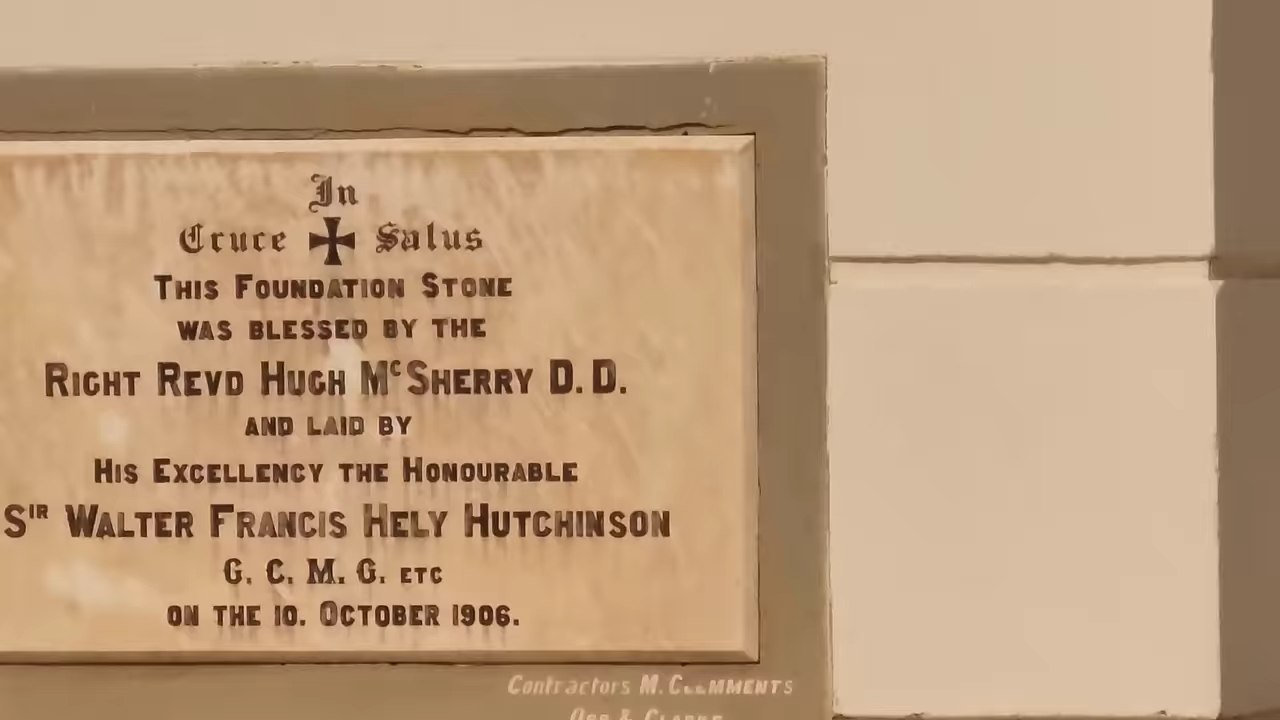 In
Cruce Salus
THIS FOUNDATION STONE
WAS BLESSED BY THE
RIGHT REVD HUGH McSHERRY D.D.
AND LAID BY
HIS EXCELLENCY THE HONOURABLE
SIR WALTER FRANCIS HELY HUTCHINSON
G. C. M. G. ETC
ON THE 10. OCTOBER 1906.
Contractors M.